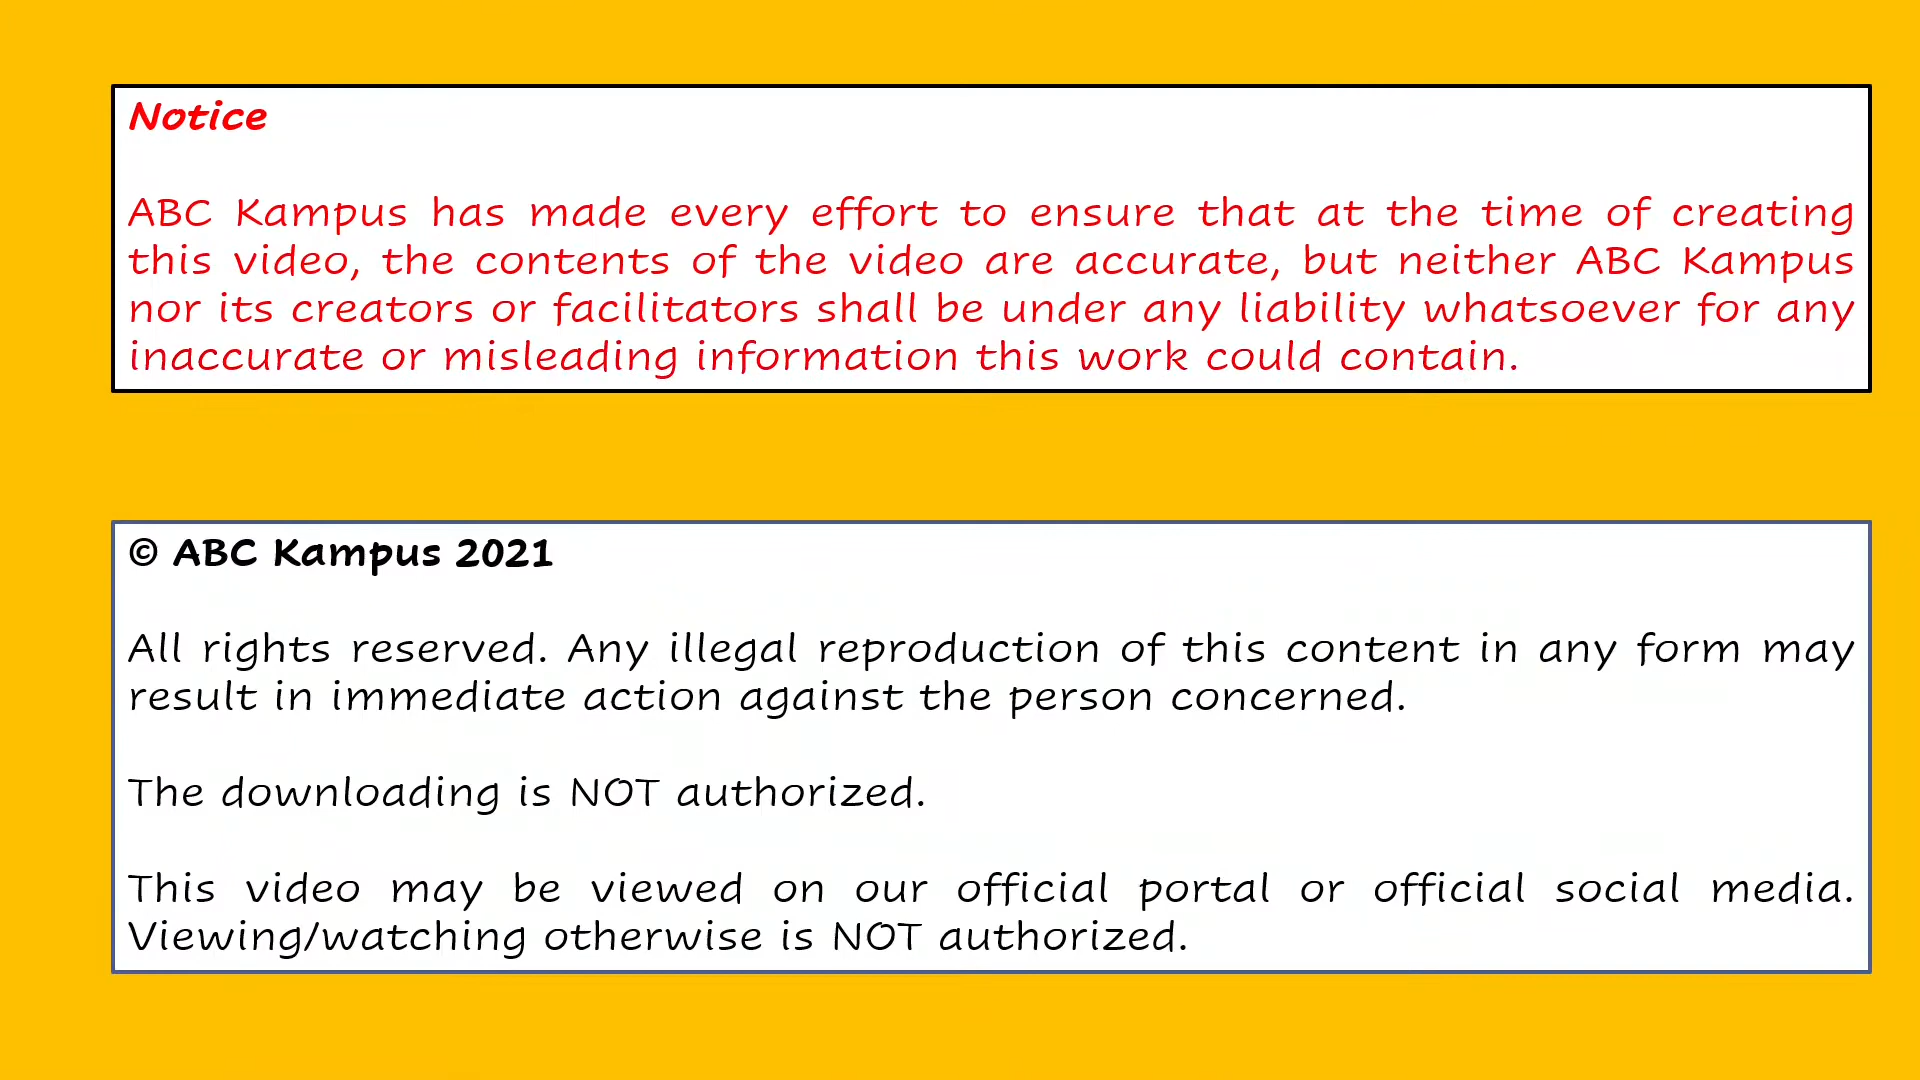 Notice
ABC Kampus has made every effort to ensure that at the time of creating
this video, the contents of the video are accurate, but neither ABC Kampus
nor its creators or facilitators shall be under any liability whatsoever for any
inaccurate or misleading information this work could contain.
© ABC Kampus 2021
All rights reserved. Any illegal reproduction of this content in any form may
result in immediate action against the person concerned.
The downloading is NOT authorized.
This video may be viewed on our official portal or official social media.
Viewing/watching otherwise is NOT authorized.